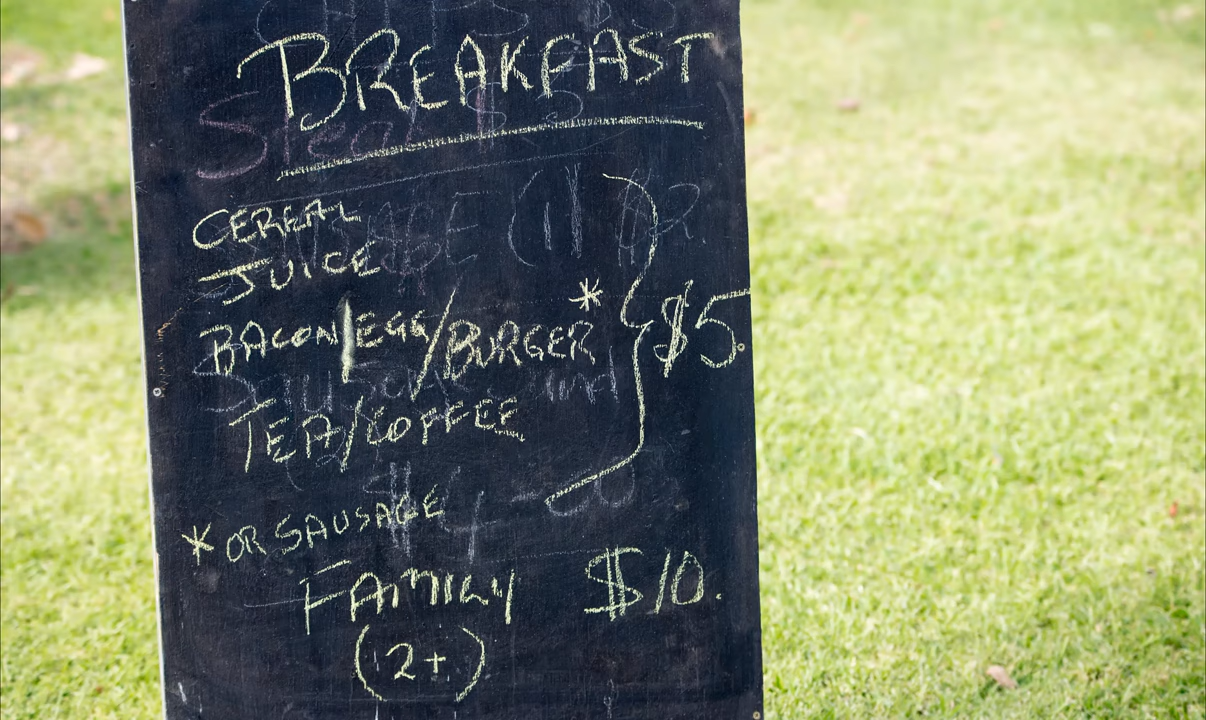 BREAKFAST
CEREAL
JUICE
BACON/EGG/BURGER* $5.
TEA/COFFEE
*OR SAUSAGE
FAMILY $10.
(2+)